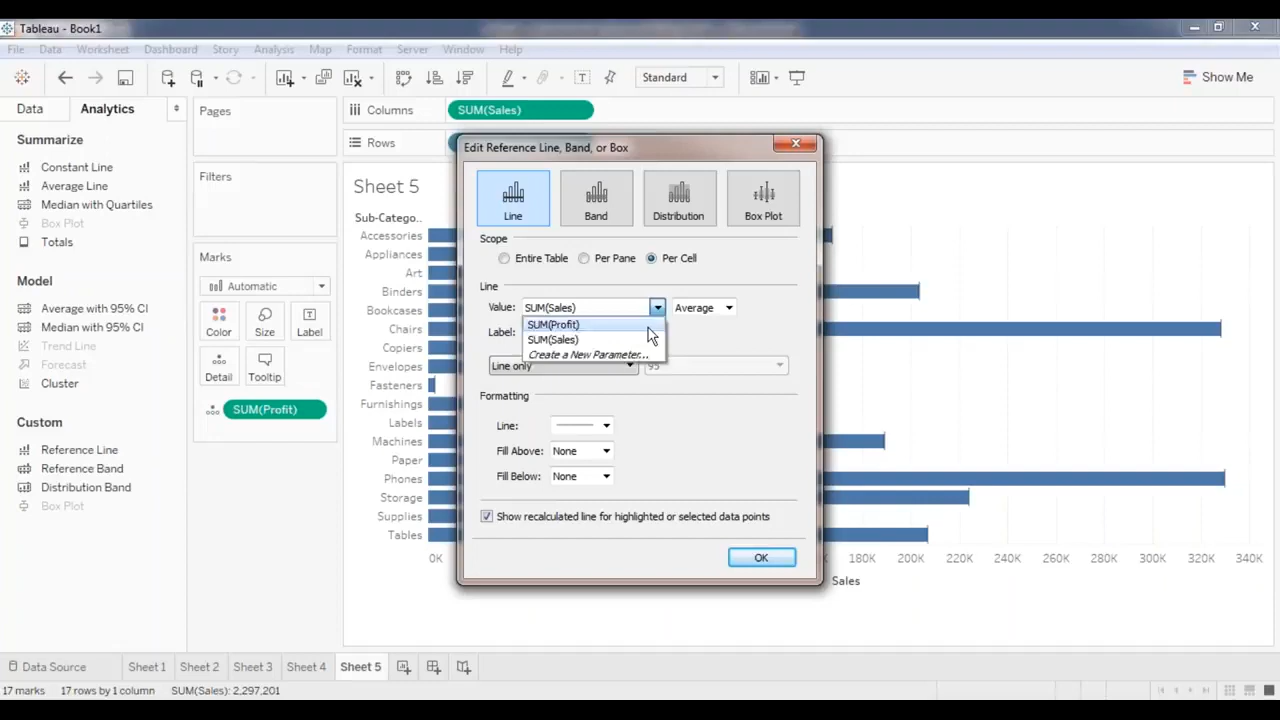 Tableau - Book1
File Data Worksheet Dashboard Story Analysis Map Format Server Window Help
Standard
Show Me
Data Analytics
Pages
Columns SUM(Sales)
Rows
Summarize
Constant Line
Average Line
Median with Quartiles
Box Plot
Totals
Model
Average with 95% CI
Median with 95% CI
Trend Line
Forecast
Cluster
Custom
Reference Line
Reference Band
Distribution Band
Box Plot
Filters
Marks
Automatic
Color Size Label
Detail Tooltip
SUM(Profit)
Sheet 5
Sub-Catego..
Accessories
Appliances
Art
Binders
Bookcases
Chairs
Copiers
Envelopes
Fasteners
Furnishings
Labels
Machines
Paper
Phones
Storage
Supplies
Tables
0K 180K 200K 220K 240K 260K 280K 300K 320K 340K
Sales
Edit Reference Line, Band, or Box
Line Band Distribution Box Plot
Scope
Entire Table Per Pane Per Cell
Line
Value: SUM(Sales) Average
SUM(Profit)
Label:
SUM(Sales)
Create a New Parameter...
Line only 95
Formatting
Line:
Fill Above: None
Fill Below: None
Show recalculated line for highlighted or selected data points
OK
Data Source Sheet 1 Sheet 2 Sheet 3 Sheet 4 Sheet 5
17 marks 17 rows by 1 column SUM(Sales): 2,297,201